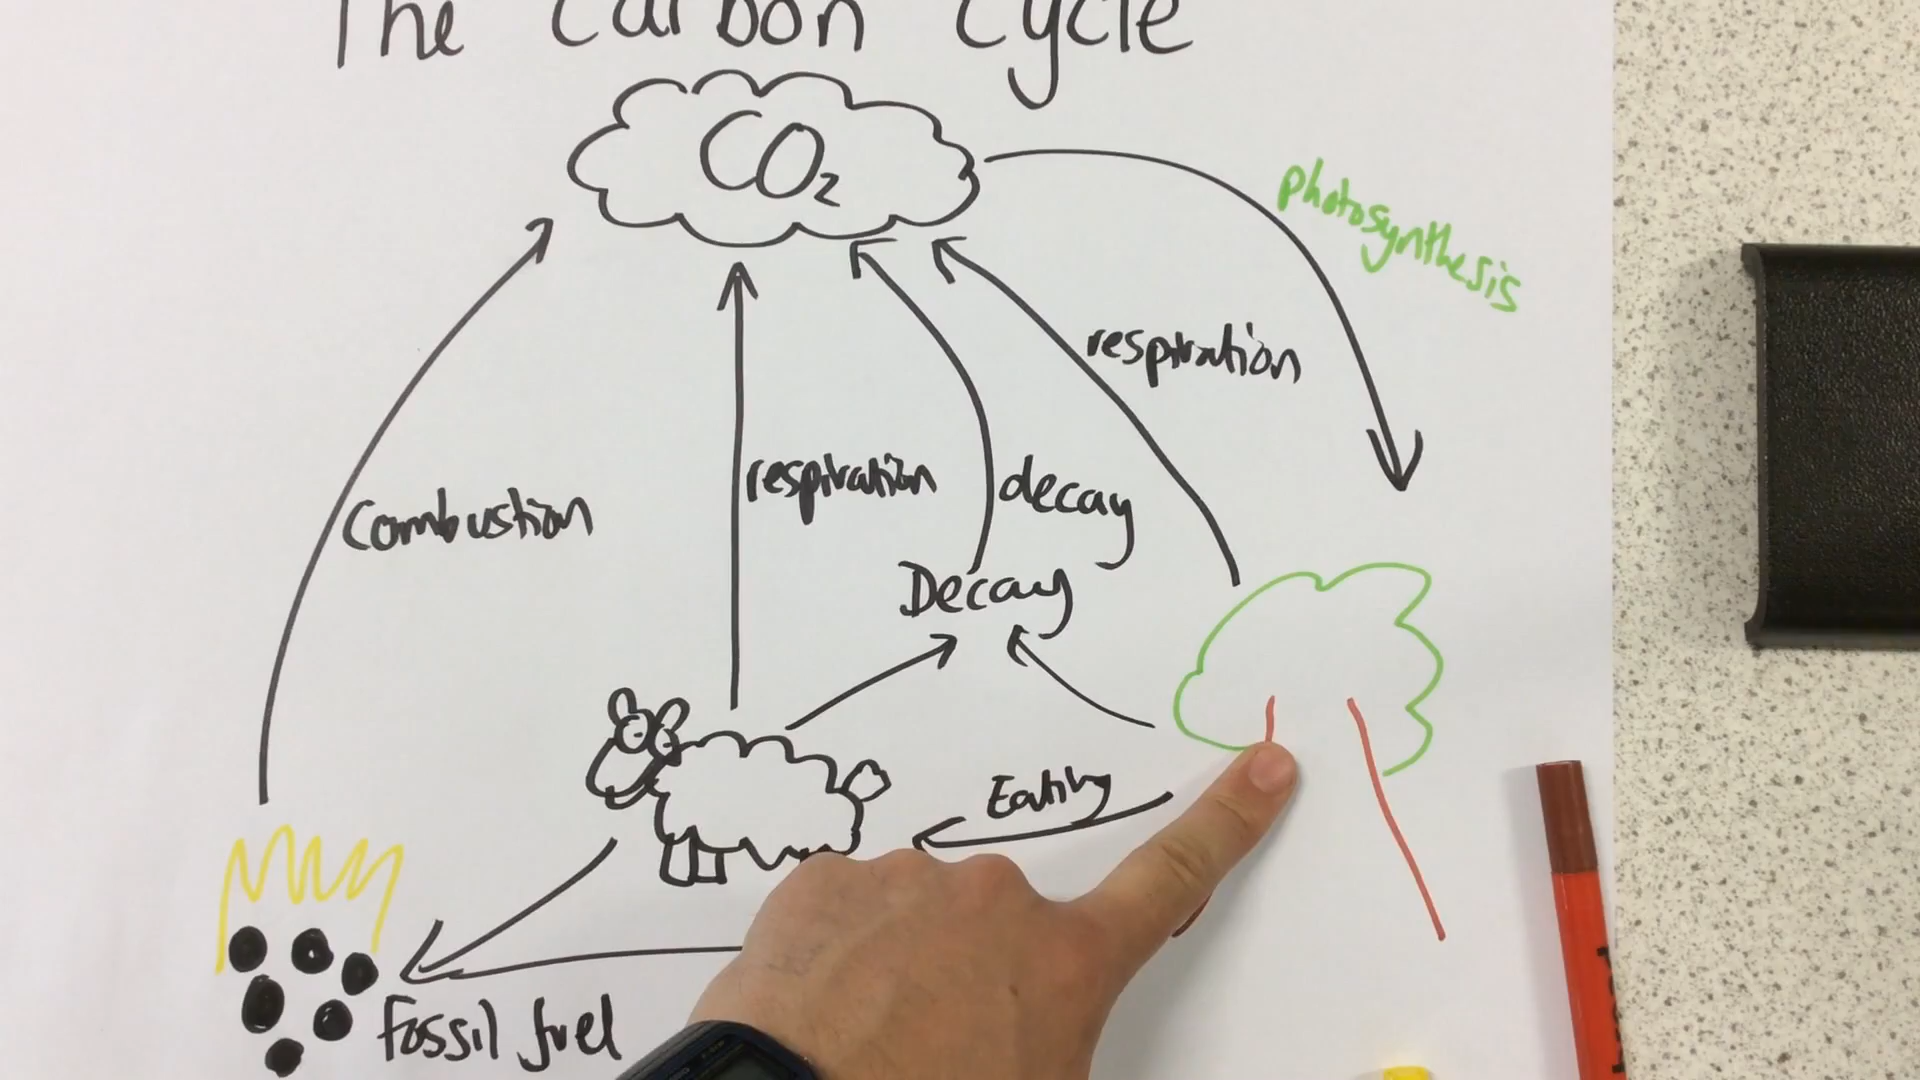 The Carbon Cycle
CO₂
photosynthesis
respiration
Combustion
respiration
decay
Decay
Eating
fossil fuel